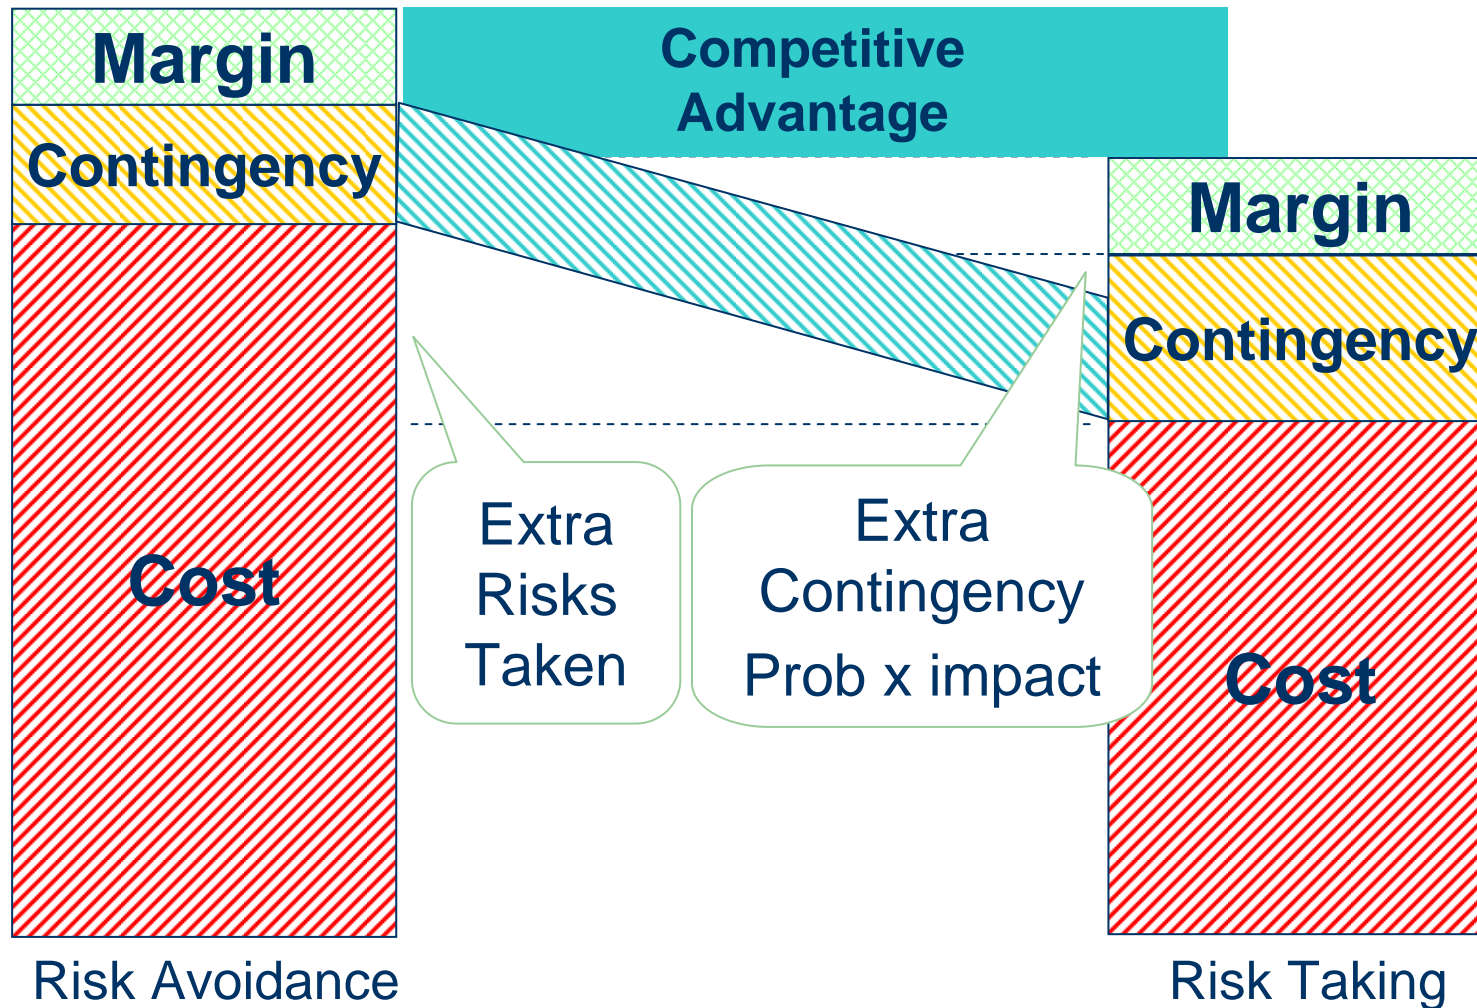 Margin
Contingency
Cost
Risk Avoidance
Competitive
Advantage
Extra
Risks
Taken
Extra
Contingency
Prob x impact
Margin
Contingency
Cost
Risk Taking